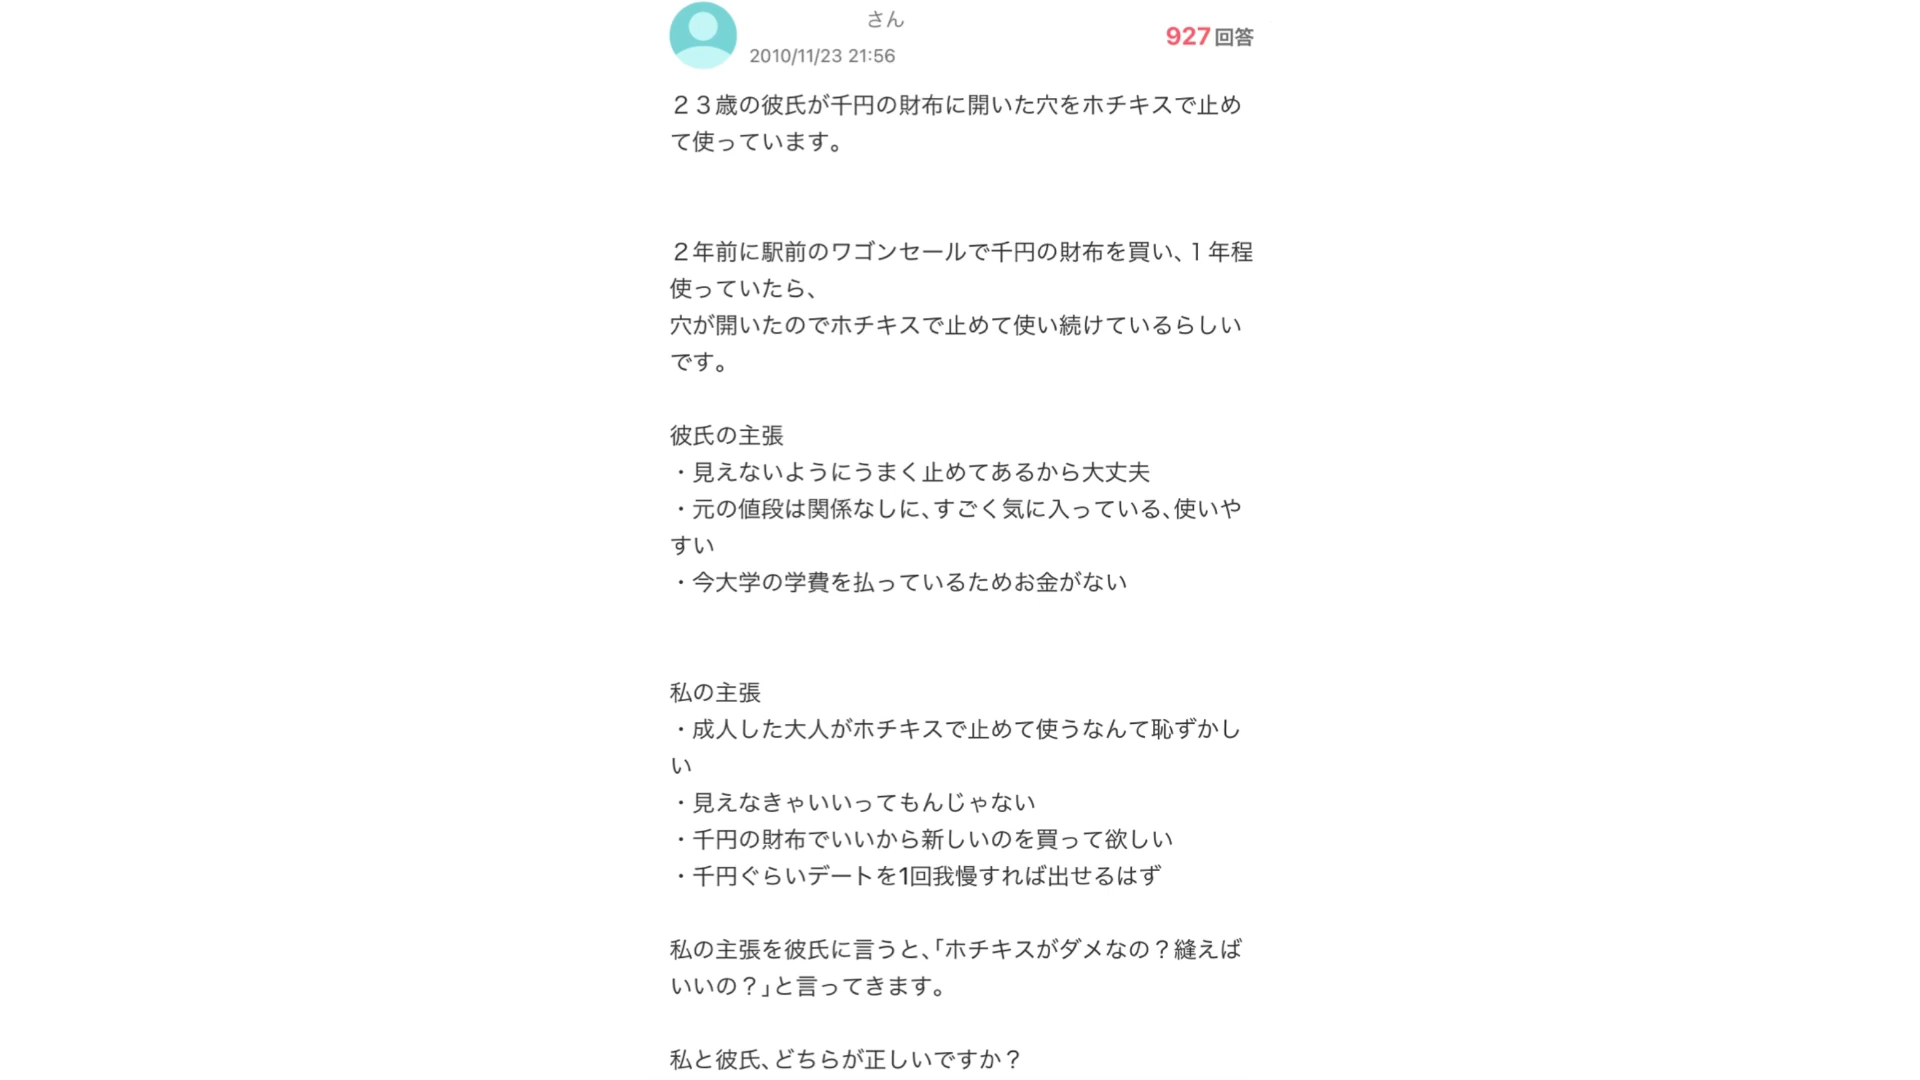 さん
927回答
2010/11/23 21:56
２３歳の彼氏が千円の財布に開いた穴をホチキスで止め
て使っています。
２年前に駅前のワゴンセールで千円の財布を買い、１年程
使っていたら、
穴が開いたのでホチキスで止めて使い続けているらしい
です。
彼氏の主張
・見えないようにうまく止めてあるから大丈夫
・元の値段は関係なしに、すごく気に入っている、使いや
すい
・今大学の学費を払っているためお金がない
私の主張
・成人した大人がホチキスで止めて使うなんて恥ずかし
い
・見えなきゃいいってもんじゃない
・千円の財布でいいから新しいのを買って欲しい
・千円ぐらいデートを1回我慢すれば出せるはず
私の主張を彼氏に言うと、「ホチキスがダメなの？縫えば
いいの？」と言ってきます。
私と彼氏、どちらが正しいですか？